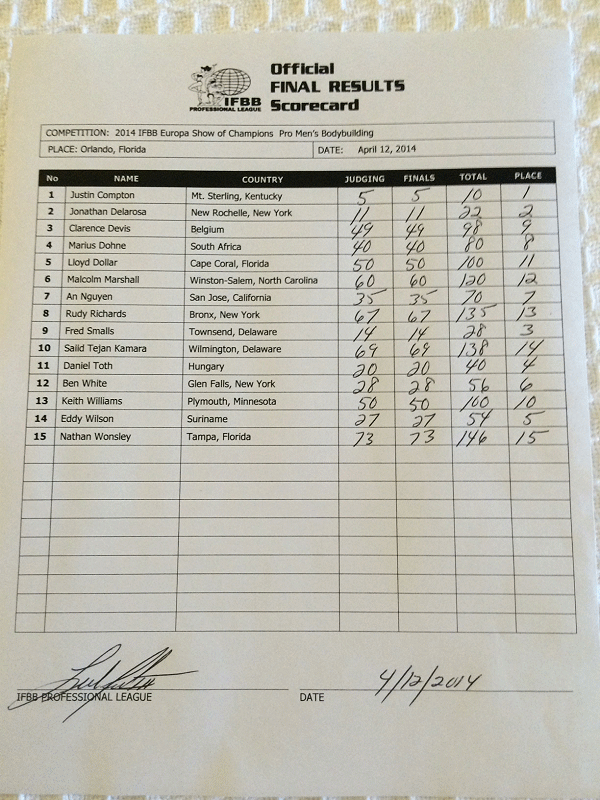 Official
FINAL RESULTS
Scorecard
IFBB
PROFESSIONAL LEAGUE
COMPETITION: 2014 IFBB Europa Show of Champions Pro Men's Bodybuilding
PLACE: Orlando, Florida DATE: April 12, 2014
No NAME COUNTRY JUDGING FINALS TOTAL PLACE
1 Justin Compton Mt. Sterling, Kentucky 5 5 10 1
2 Jonathan Delarosa New Rochelle, New York 11 11 22 2
3 Clarence Devis Belgium 49 49 98 9
4 Marius Dohne South Africa 40 40 80 8
5 Lloyd Dollar Cape Coral, Florida 50 50 100 11
6 Malcolm Marshall Winston-Salem, North Carolina 60 60 120 12
7 An Nguyen San Jose, California 35 35 70 7
8 Rudy Richards Bronx, New York 67 67 135 13
9 Fred Smalls Townsend, Delaware 14 14 28 3
10 Saiid Tejan Kamara Wilmington, Delaware 69 69 138 14
11 Daniel Toth Hungary 20 20 40 4
12 Ben White Glen Falls, New York 28 28 56 6
13 Keith Williams Plymouth, Minnesota 50 50 100 10
14 Eddy Wilson Suriname 27 27 54 5
15 Nathan Wonsley Tampa, Florida 73 73 146 15
4/12/2014
IFBB PROFESSIONAL LEAGUE DATE